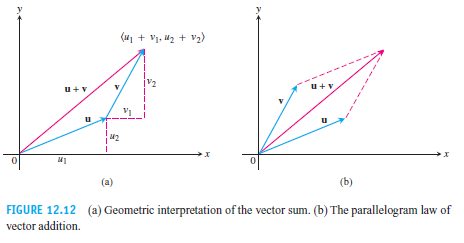 y
y
⟨u₁ + v₁, u₂ + v₂⟩
u + v
v
v₂
u
v₁
u₂
0
u₁
x
u + v
v
u
0
x
(a)
(b)
FIGURE 12.12 (a) Geometric interpretation of the vector sum. (b) The parallelogram law of
vector addition.